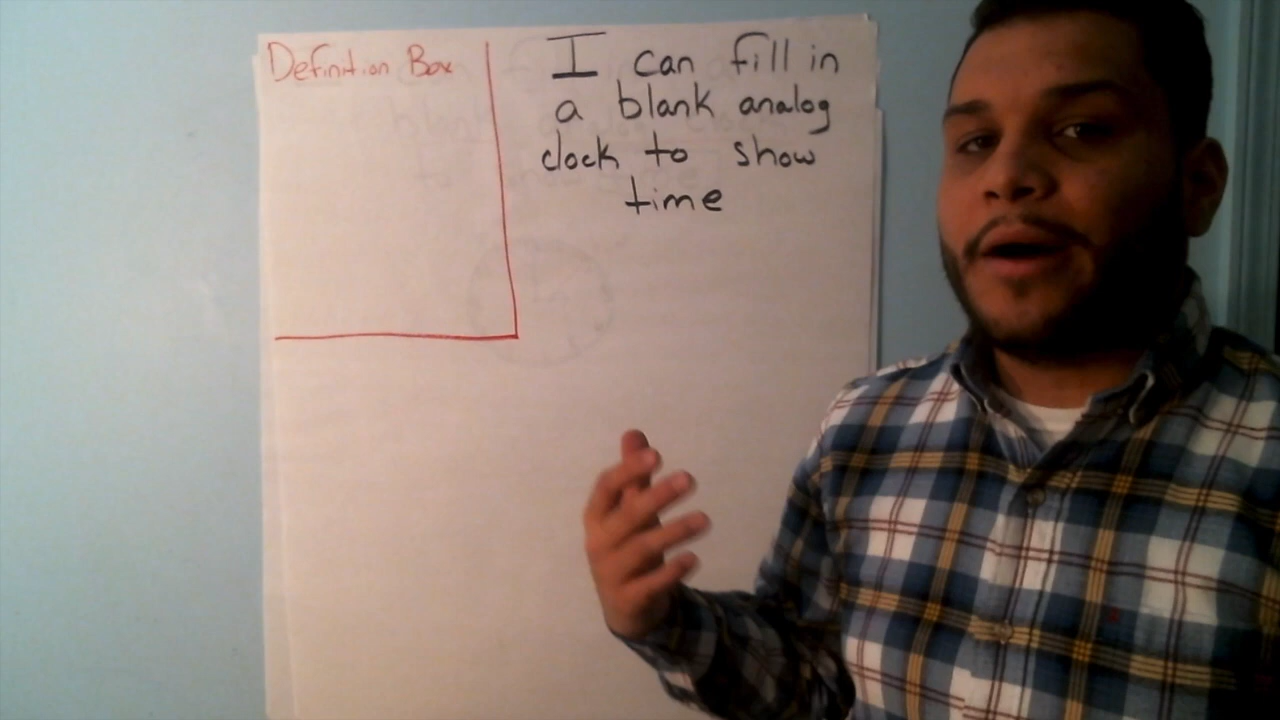 Definition Box
I can fill in
a blank analog
clock to show
time